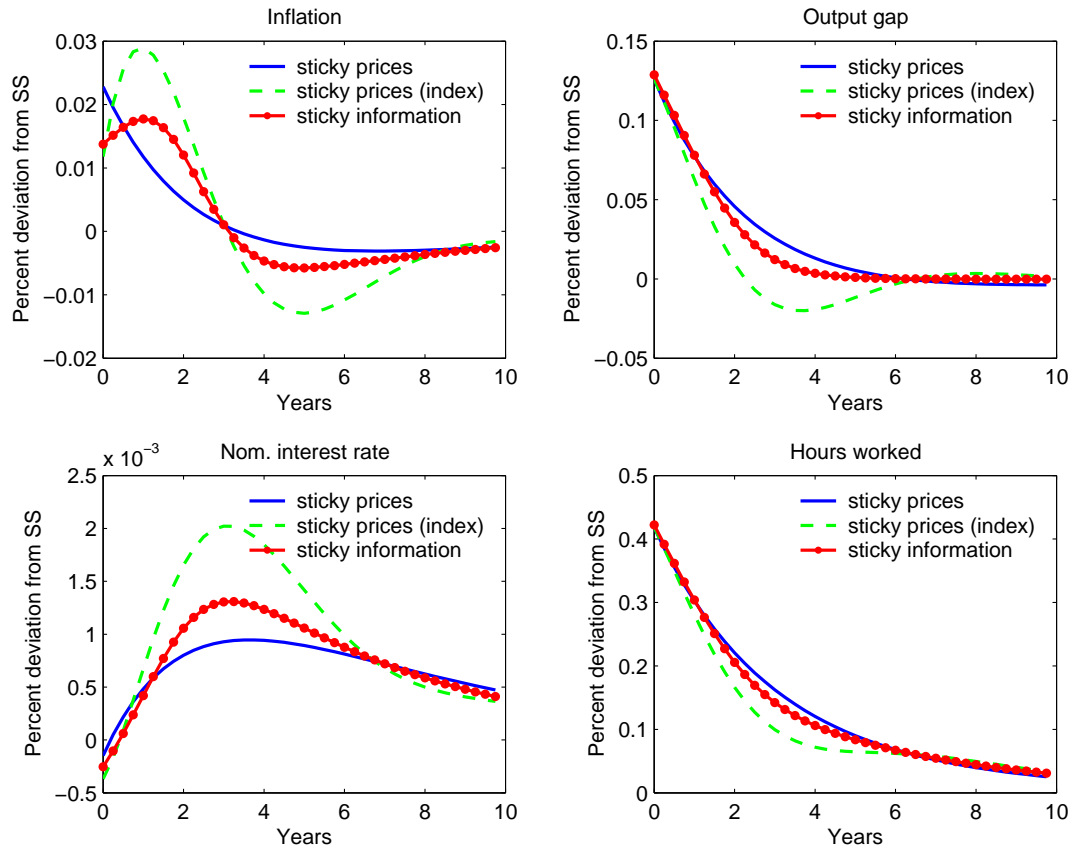 Inflation
Percent deviation from SS
0.03
0.02
0.01
0
−0.01
−0.02
sticky prices
sticky prices (index)
sticky information
0 2 4 6 8 10
Years
Output gap
Percent deviation from SS
0.15
0.1
0.05
0
−0.05
sticky prices
sticky prices (index)
sticky information
0 2 4 6 8 10
Years
Nom. interest rate
x 10−3
Percent deviation from SS
2.5
2
1.5
1
0.5
0
−0.5
sticky prices
sticky prices (index)
sticky information
0 2 4 6 8 10
Years
Hours worked
Percent deviation from SS
0.5
0.4
0.3
0.2
0.1
0
sticky prices
sticky prices (index)
sticky information
0 2 4 6 8 10
Years